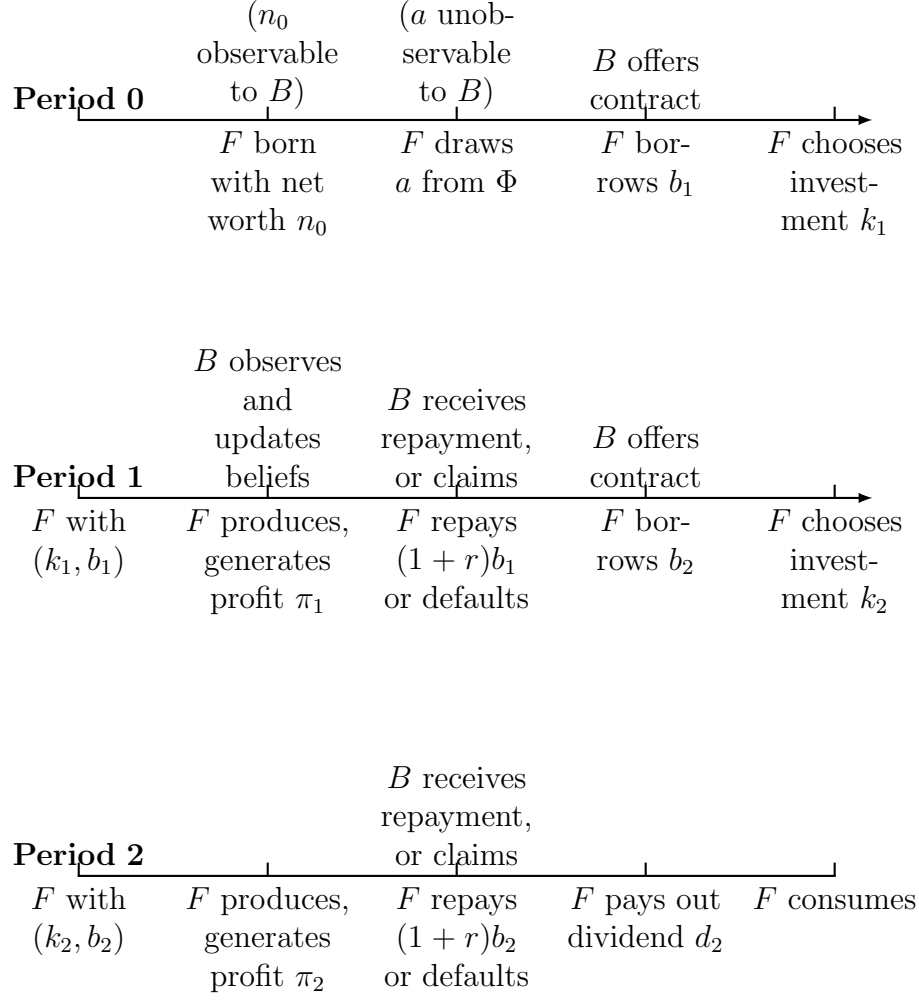 (n₀
observable
to B)
(a unob-
servable
to B)
B offers
contract
Period 0
F born
with net
worth n₀
F draws
a from Φ
F bor-
rows b₁
F chooses
invest-
ment k₁
B observes
and
updates
beliefs
B receives
repayment,
or claims
B offers
contract
Period 1
F with
(k₁, b₁)
F produces,
generates
profit π₁
F repays
(1 + r)b₁
or defaults
F bor-
rows b₂
F chooses
invest-
ment k₂
B receives
repayment,
or claims
Period 2
F with
(k₂, b₂)
F produces,
generates
profit π₂
F repays
(1 + r)b₂
or defaults
F pays out
dividend d₂
F consumes